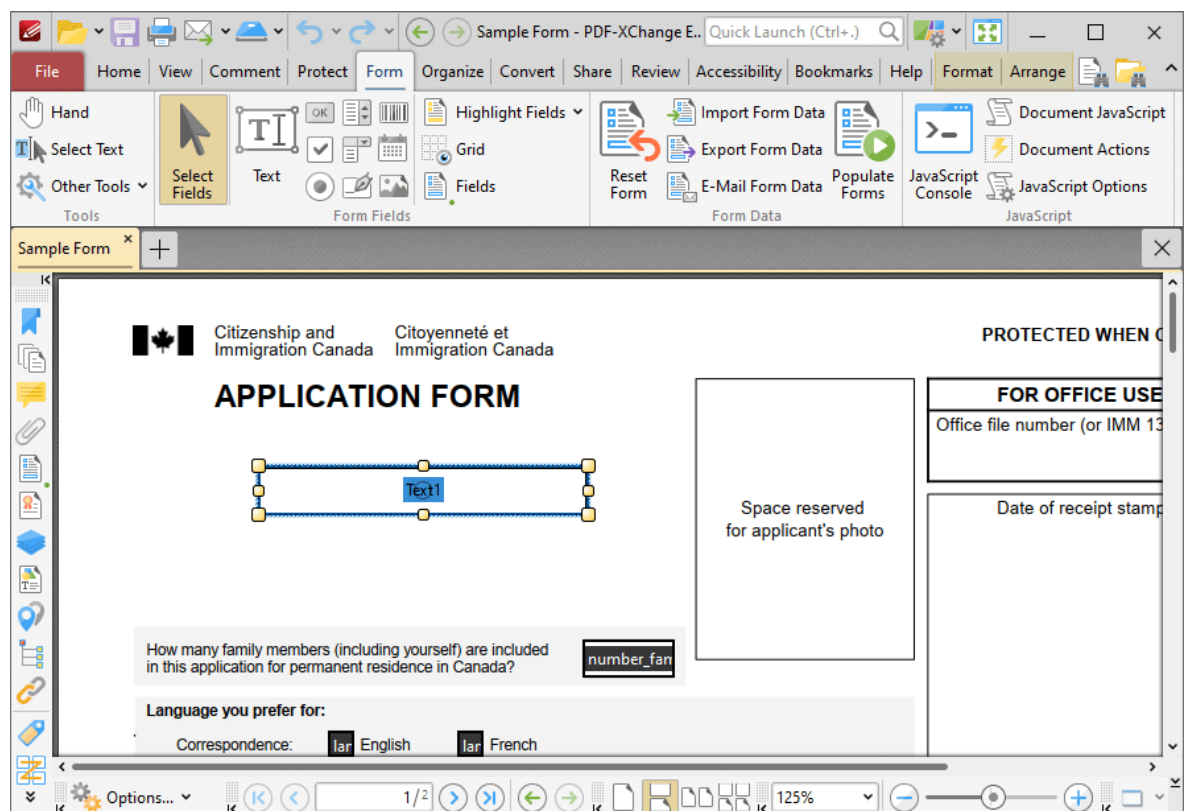 Sample Form - PDF-XChange E..
Quick Launch (Ctrl+.)
File Home View Comment Protect Form Organize Convert Share Review Accessibility Bookmarks Help Format Arrange
Hand
Select Text
Other Tools
Tools
Select
Fields
Text
OK
Highlight Fields
Grid
Fields
Form Fields
Reset
Form
Import Form Data
Export Form Data
E-Mail Form Data
Populate
Forms
Form Data
JavaScript
Console
Document JavaScript
Document Actions
JavaScript Options
JavaScript
Sample Form
Citizenship and
Immigration Canada
Citoyenneté et
Immigration Canada
PROTECTED WHEN
APPLICATION FORM
FOR OFFICE USE
Office file number (or IMM 13
Text1
Space reserved
for applicant's photo
Date of receipt stamp
How many family members (including yourself) are included
in this application for permanent residence in Canada?
number_fam
Language you prefer for:
Correspondence: lan English lan French
Options... 1/2 125%